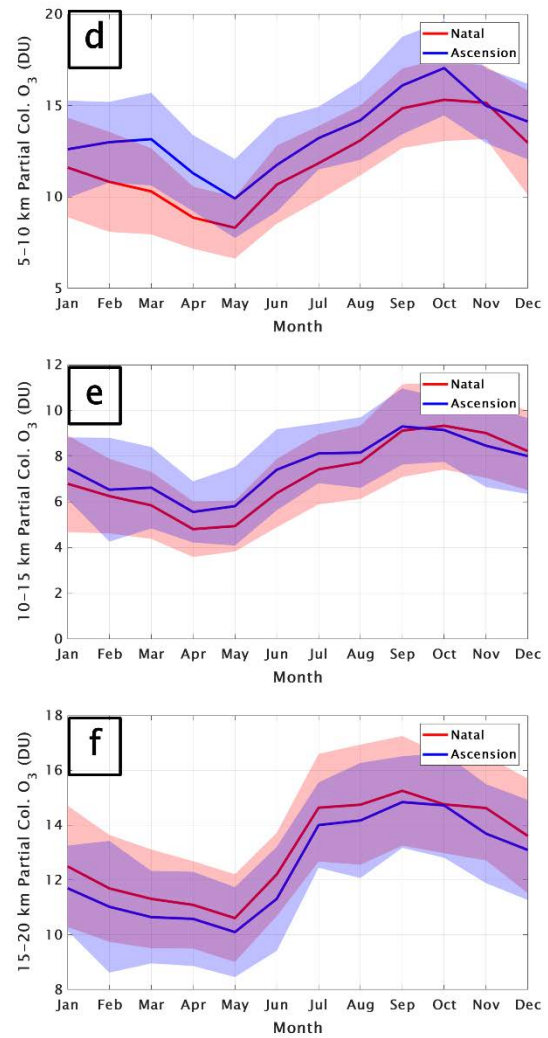 d
20
15
10
5
5-10 km Partial Col. O3 (DU)
Natal
Ascension
Jan Feb Mar Apr May Jun Jul Aug Sep Oct Nov Dec
Month
e
12
10
8
6
4
2
0
10-15 km Partial Col. O3 (DU)
Natal
Ascension
Jan Feb Mar Apr May Jun Jul Aug Sep Oct Nov Dec
Month
f
18
16
14
12
10
8
15-20 km Partial Col. O3 (DU)
Natal
Ascension
Jan Feb Mar Apr May Jun Jul Aug Sep Oct Nov Dec
Month